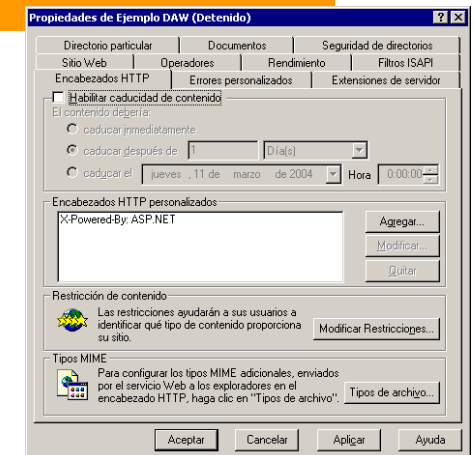 Propiedades de Ejemplo DAW (Detenido)
Directorio particular Documentos Seguridad de directorios
Sitio Web Operadores Rendimiento Filtros ISAPI
Encabezados HTTP Errores personalizados Extensiones de servidor
Habilitar caducidad de contenido
El contenido debería:
caducar inmediatamente
caducar después de 1 Día(s)
caducar el jueves , 11 de marzo de 2004 Hora 0:00:00
Encabezados HTTP personalizados
X-Powered-By: ASP.NET
Agregar...
Modificar...
Quitar
Restricción de contenido
Las restricciones ayudarán a sus usuarios a
identificar qué tipo de contenido proporciona
su sitio.
Modificar Restricciones...
Tipos MIME
Para configurar los tipos MIME adicionales, enviados
por el servicio Web a los exploradores en el
encabezado HTTP, haga clic en "Tipos de archivo".
Tipos de archivo...
Aceptar Cancelar Aplicar Ayuda